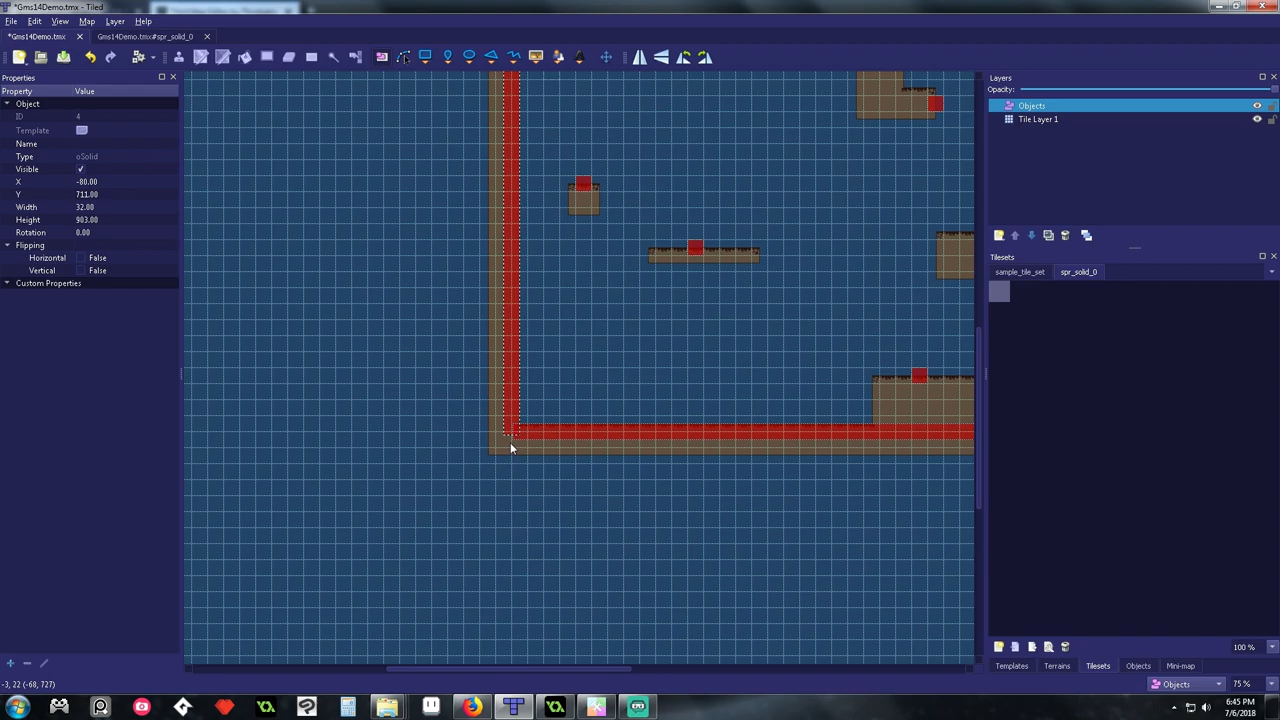 *Gms14Demo.tmx - Tiled
File Edit View Map Layer Help
*Gms14Demo.tmx Gms14Demo.tmx#spr_solid_0
Properties
Property Value
Object
ID 4
Template
Name
Type oSolid
Visible
X -80.00
Y 711.00
Width 32.00
Height 903.00
Rotation 0.00
Flipping
Horizontal False
Vertical False
Custom Properties
-3, 22 (-68, 727)
Layers
Opacity:
Objects
Tile Layer 1
Tilesets
sample_tile_set spr_solid_0
100 %
Templates Terrains Tilesets Objects Mini-map
Objects 75 %
6:45 PM
7/6/2018